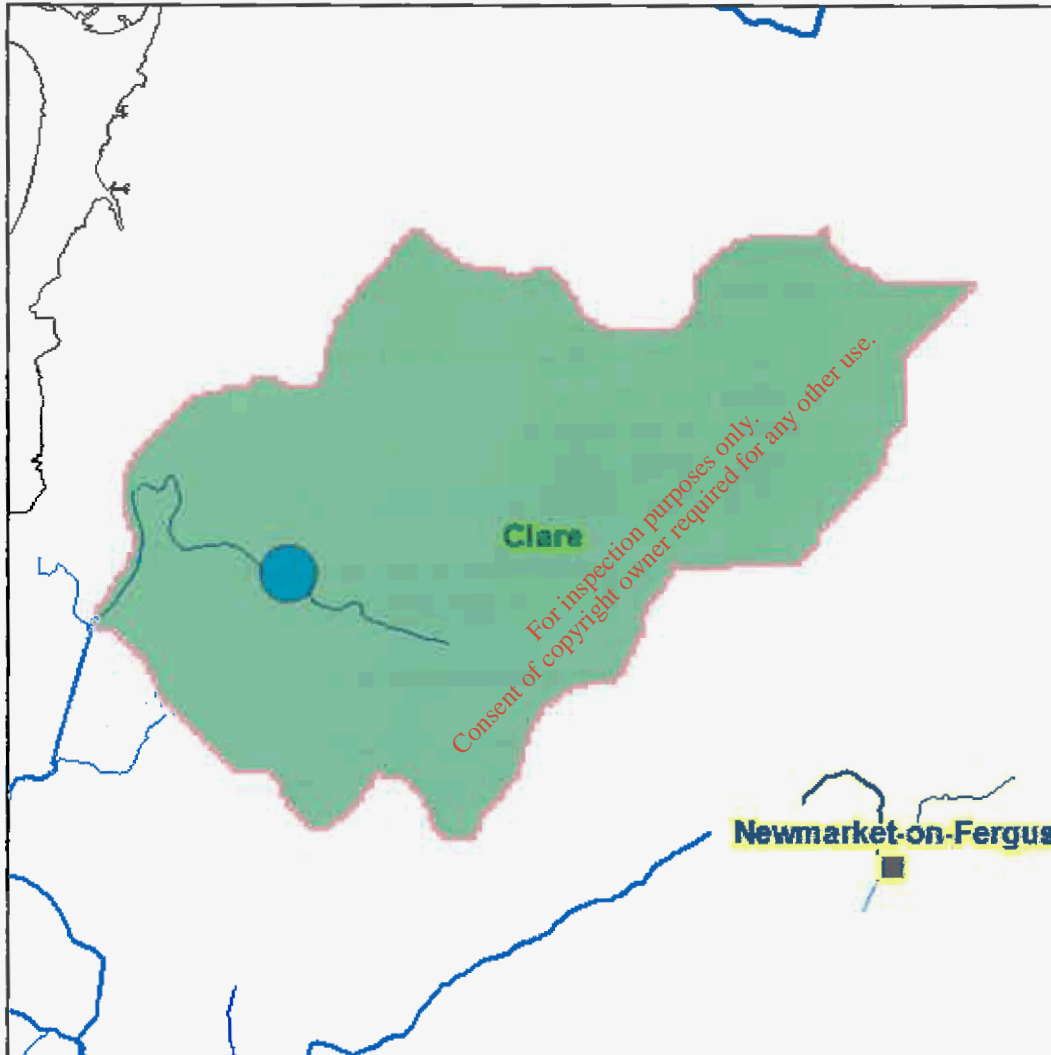 Clare
For inspection purposes only.
Consent of copyright owner required for any other use.
Newmarket-on-Fergus